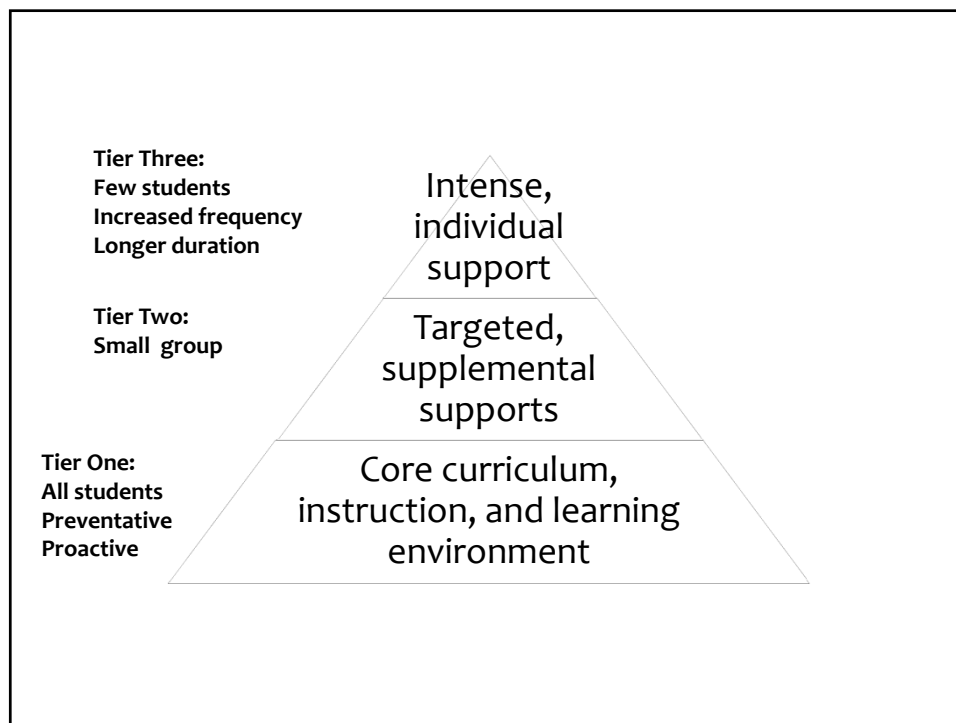 Tier Three:
Few students
Increased frequency
Longer duration
Intense,
individual
support
Tier Two:
Small group
Targeted,
supplemental
supports
Tier One:
All students
Preventative
Proactive
Core curriculum,
instruction, and learning
environment